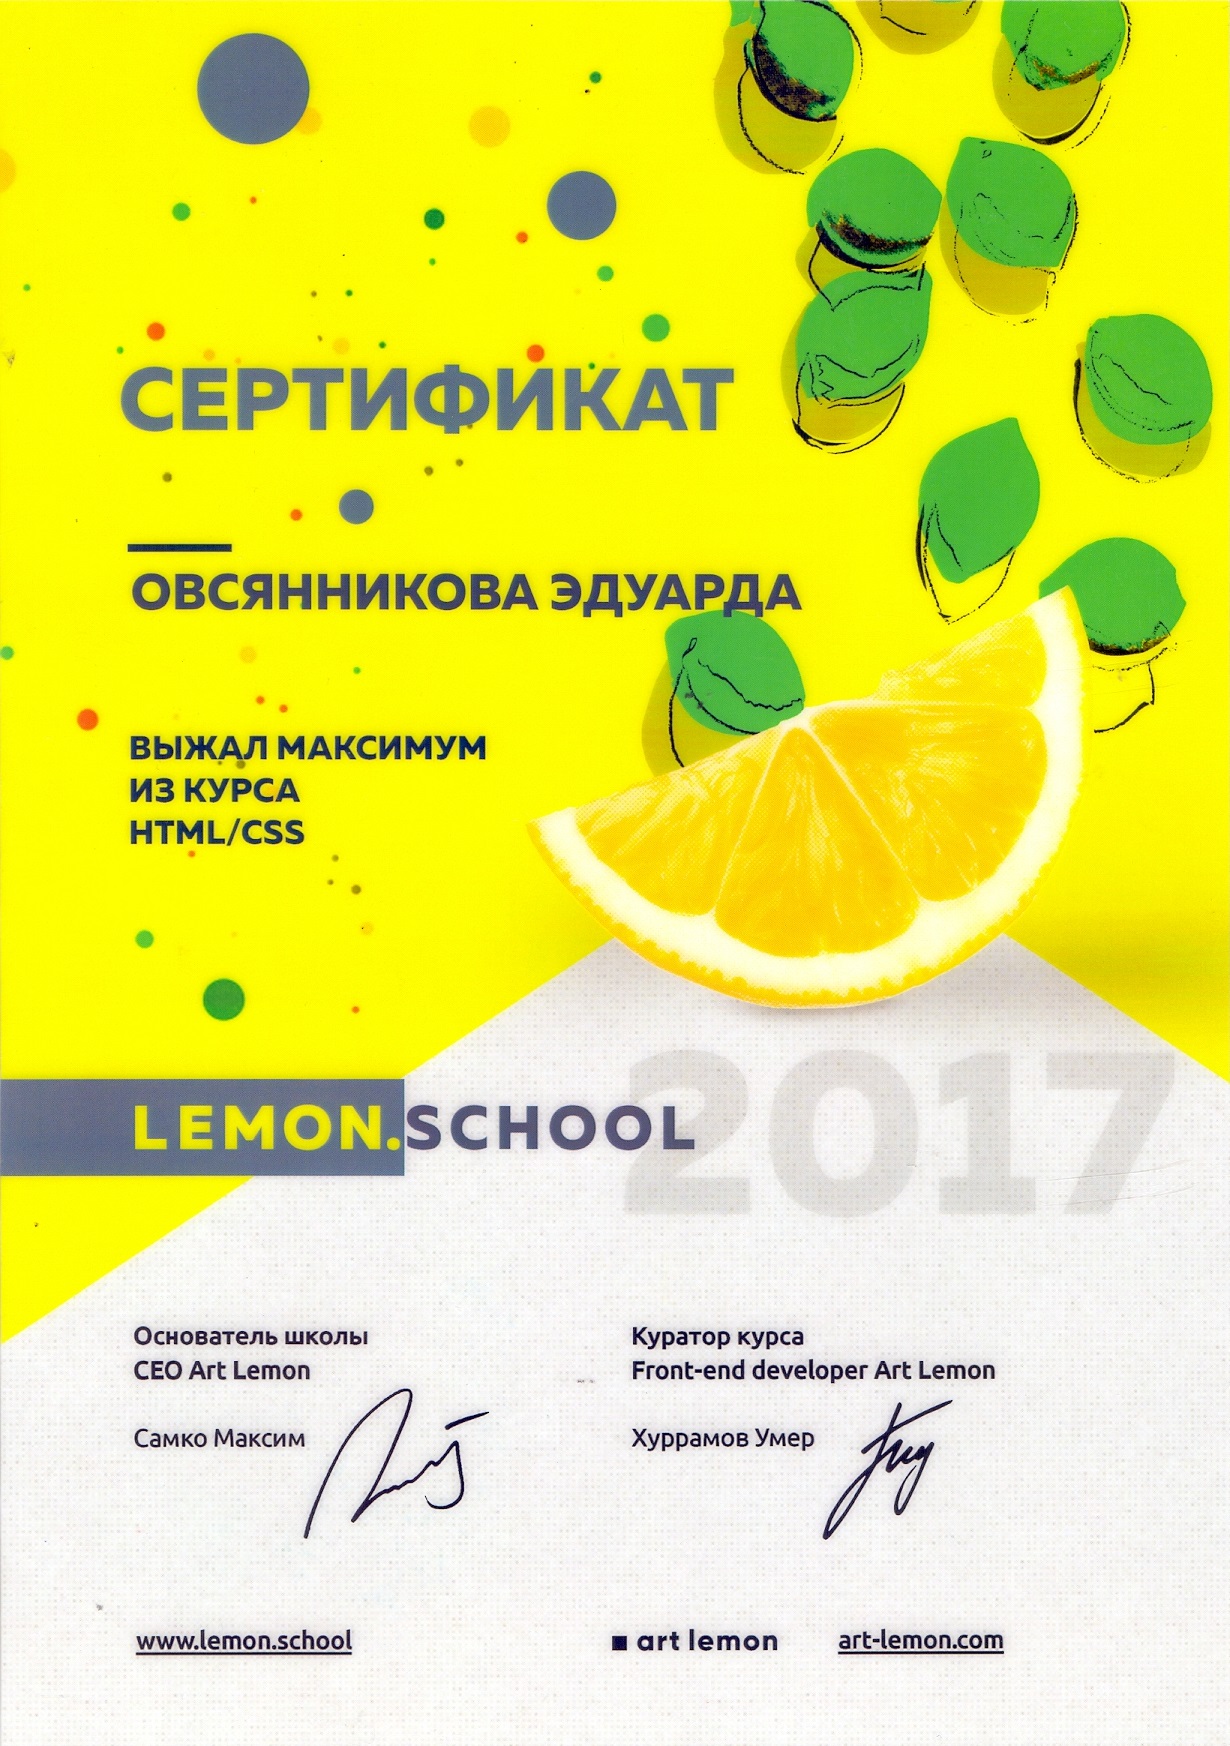 СЕРТИФИКАТ
ОВСЯННИКОВА ЭДУАРДА
ВЫЖАЛ МАКСИМУМ
ИЗ КУРСА
HTML/CSS
2017
LEMON.SCHOOL
Основатель школы
CEO Art Lemon
Самко Максим
Куратор курса
Front-end developer Art Lemon
Хуррамов Умер
www.lemon.school
art lemon
art-lemon.com